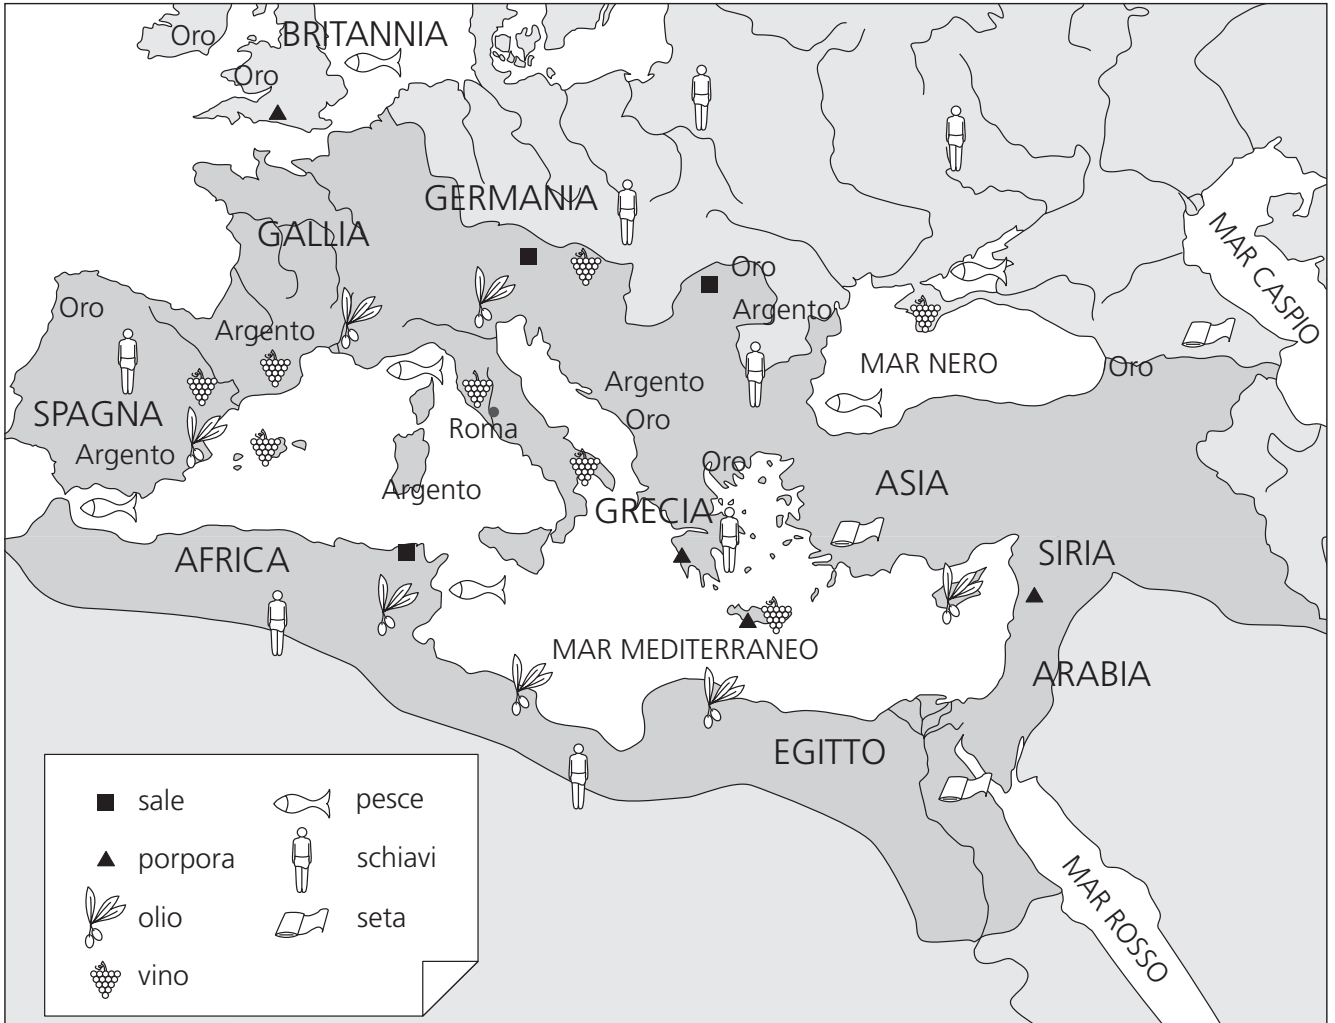 Oro
BRITANNIA
Oro
GERMANIA
GALLIA
MAR CASPIO
Oro
Oro
Argento
Argento
MAR NERO
Oro
Argento
SPAGNA
Oro
Roma
Argento
Oro
Argento
ASIA
GRECIA
AFRICA
SIRIA
MAR MEDITERRANEO
ARABIA
EGITTO
MAR ROSSO
sale
pesce
porpora
schiavi
olio
seta
vino